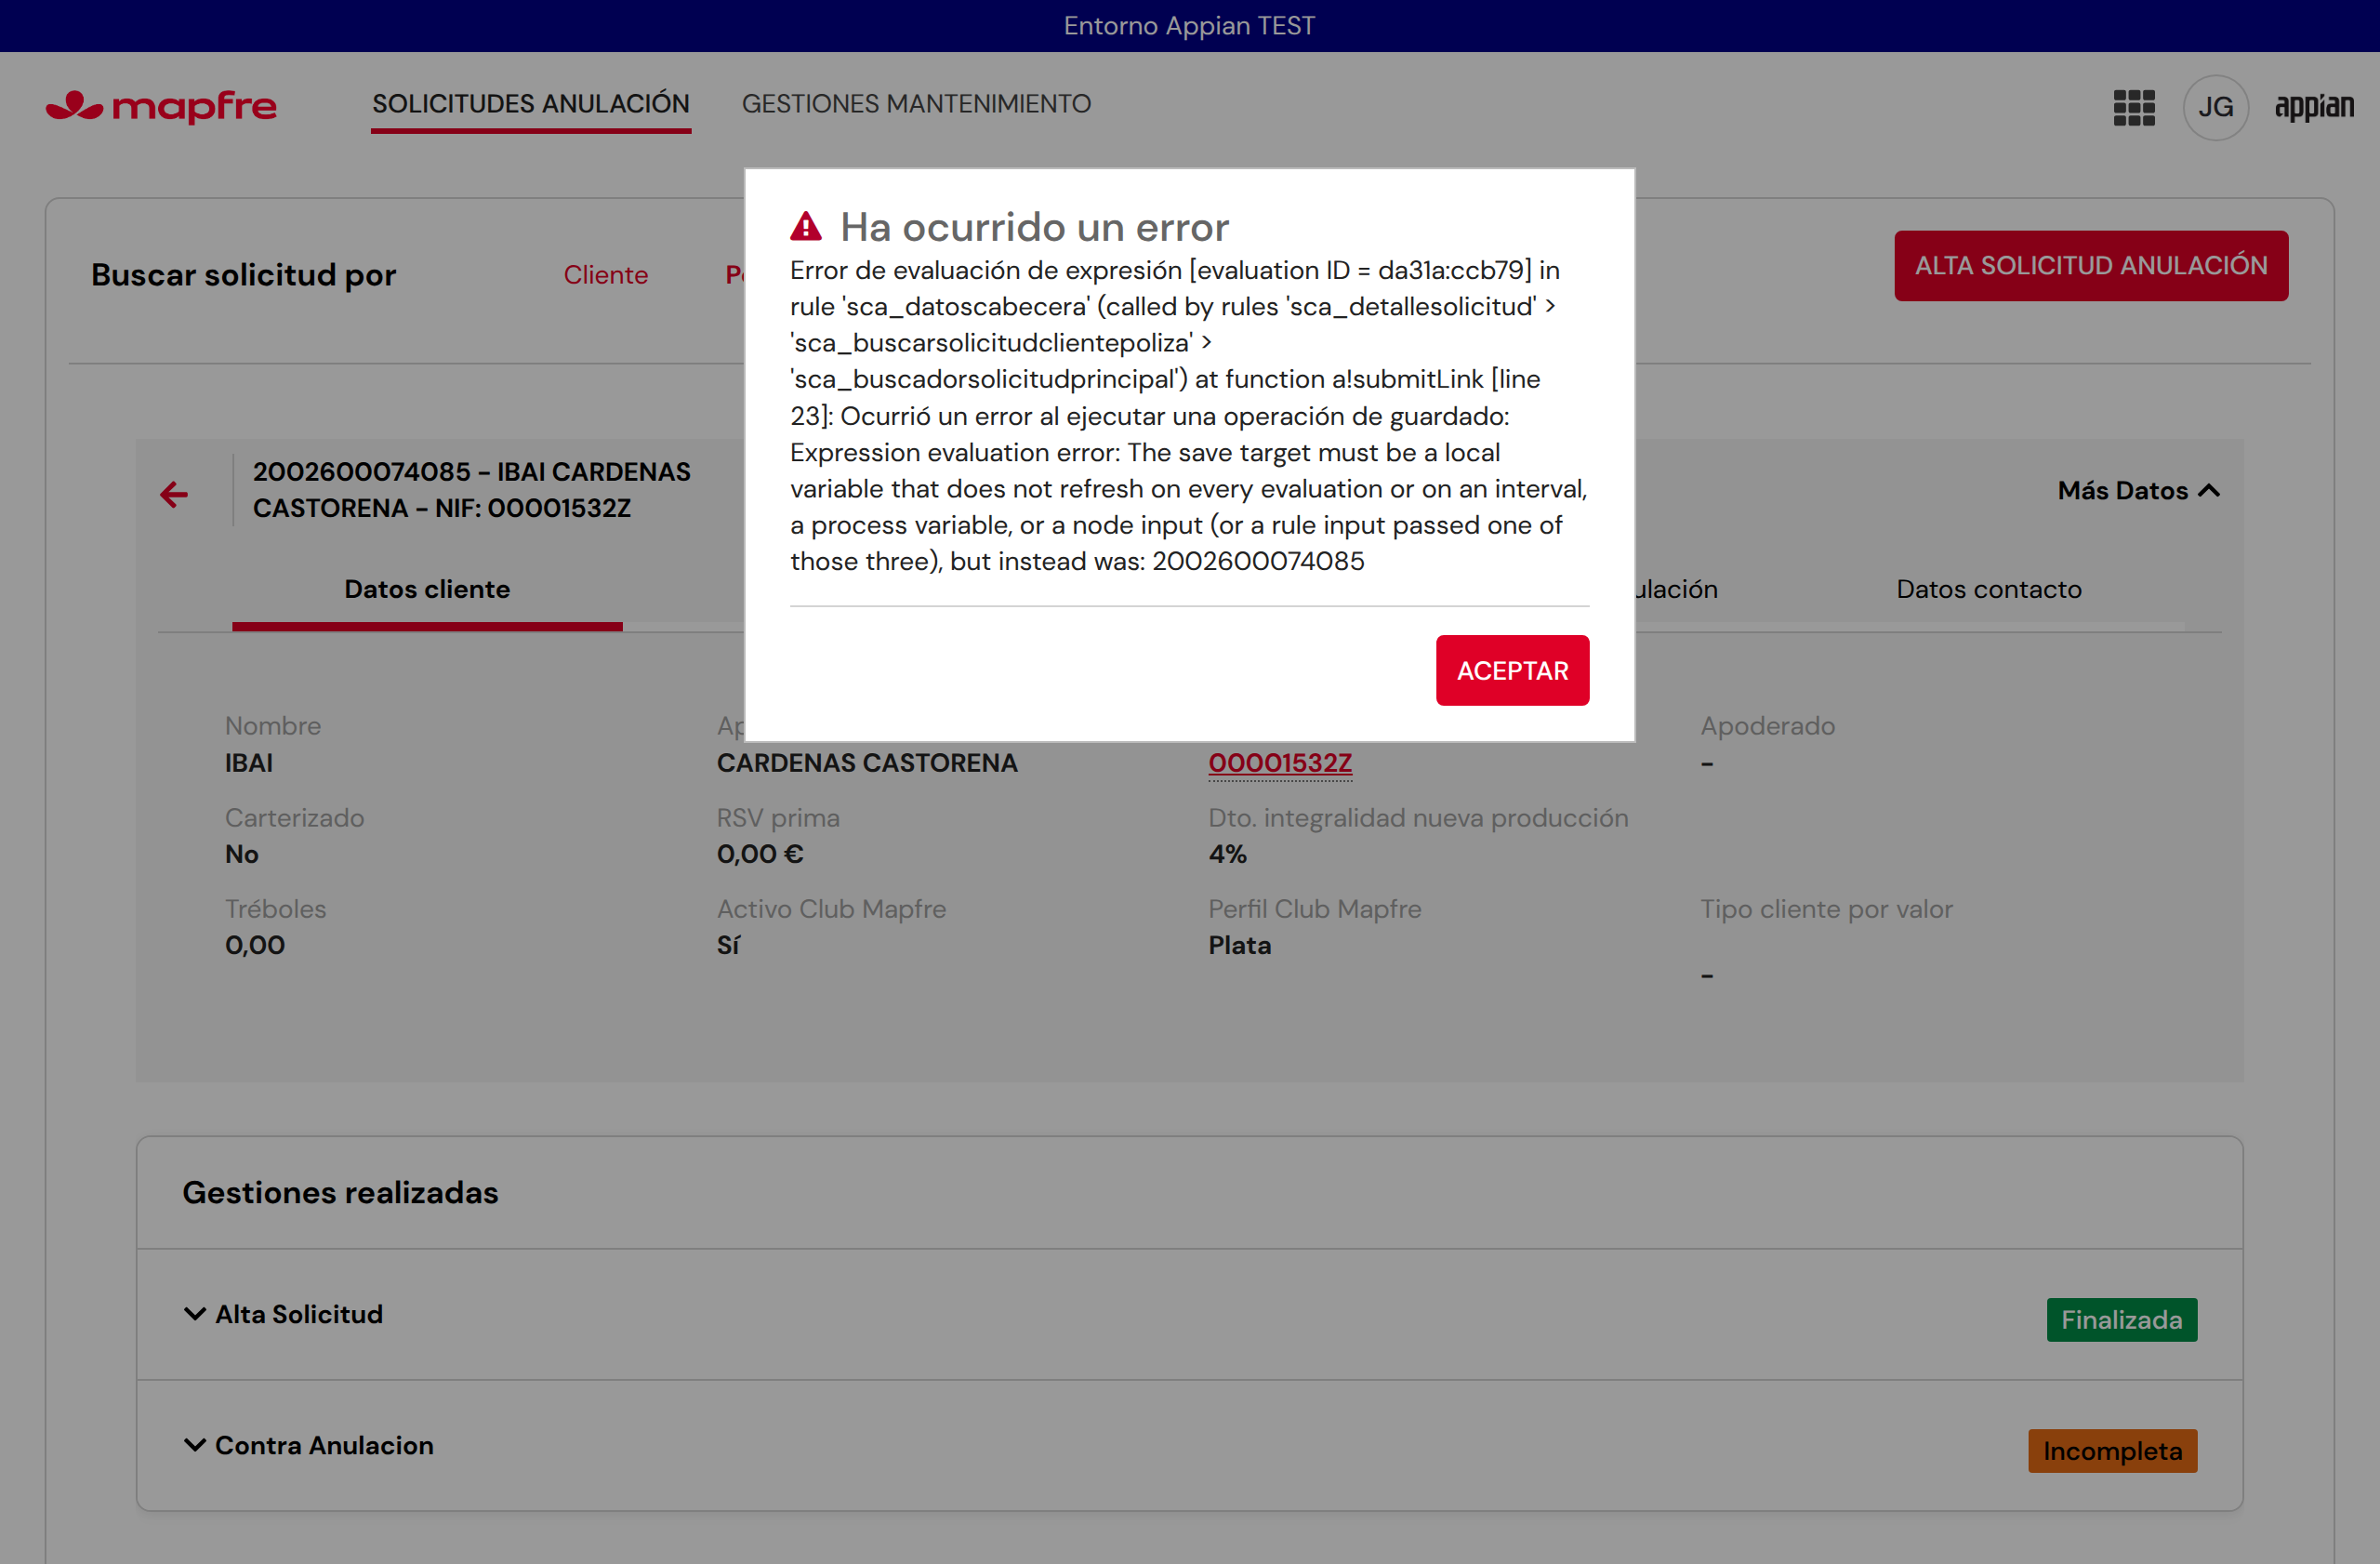 Entorno Appian TEST
mapfre
SOLICITUDES ANULACIÓN
GESTIONES MANTENIMIENTO
JG
appian
Buscar solicitud por
Cliente
ALTA SOLICITUD ANULACIÓN
Ha ocurrido un error
Error de evaluación de expresión [evaluation ID = da31a:ccb79] in
rule 'sca_datoscabecera' (called by rules 'sca_detallesolicitud' >
'sca_buscarsolicitudclientepoliza' >
'sca_buscadorsolicitudprincipal') at function a!submitLink [line
23]: Ocurrió un error al ejecutar una operación de guardado:
Expression evaluation error: The save target must be a local
variable that does not refresh on every evaluation or on an interval,
a process variable, or a node input (or a rule input passed one of
those three), but instead was: 2002600074085
ACEPTAR
2002600074085 - IBAI CARDENAS
CASTORENA - NIF: 00001532Z
Más Datos
Datos cliente
Datos contacto
Nombre
IBAI
CARDENAS CASTORENA
00001532Z
Apoderado
-
Carterizado
No
RSV prima
0,00 €
Dto. integralidad nueva producción
4%
Tréboles
0,00
Activo Club Mapfre
Sí
Perfil Club Mapfre
Plata
Tipo cliente por valor
-
Gestiones realizadas
Alta Solicitud
Finalizada
Contra Anulacion
Incompleta